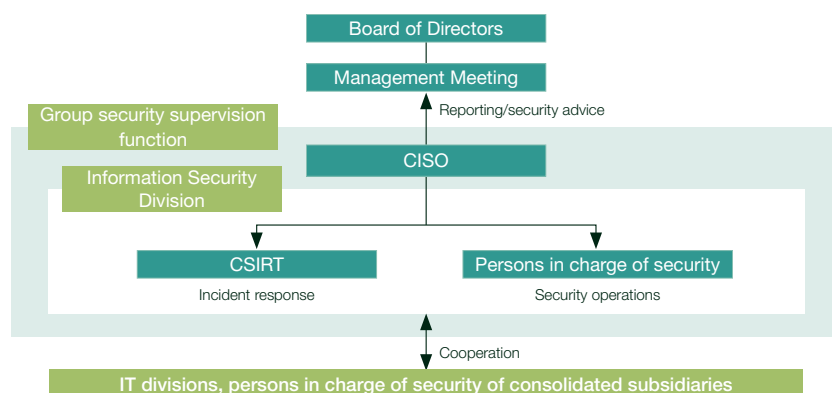 Board of Directors
Management Meeting
Reporting/security advice
Group security supervision
function
CISO
Information Security
Division
CSIRT
Persons in charge of security
Incident response
Security operations
Cooperation
IT divisions, persons in charge of security of consolidated subsidiaries